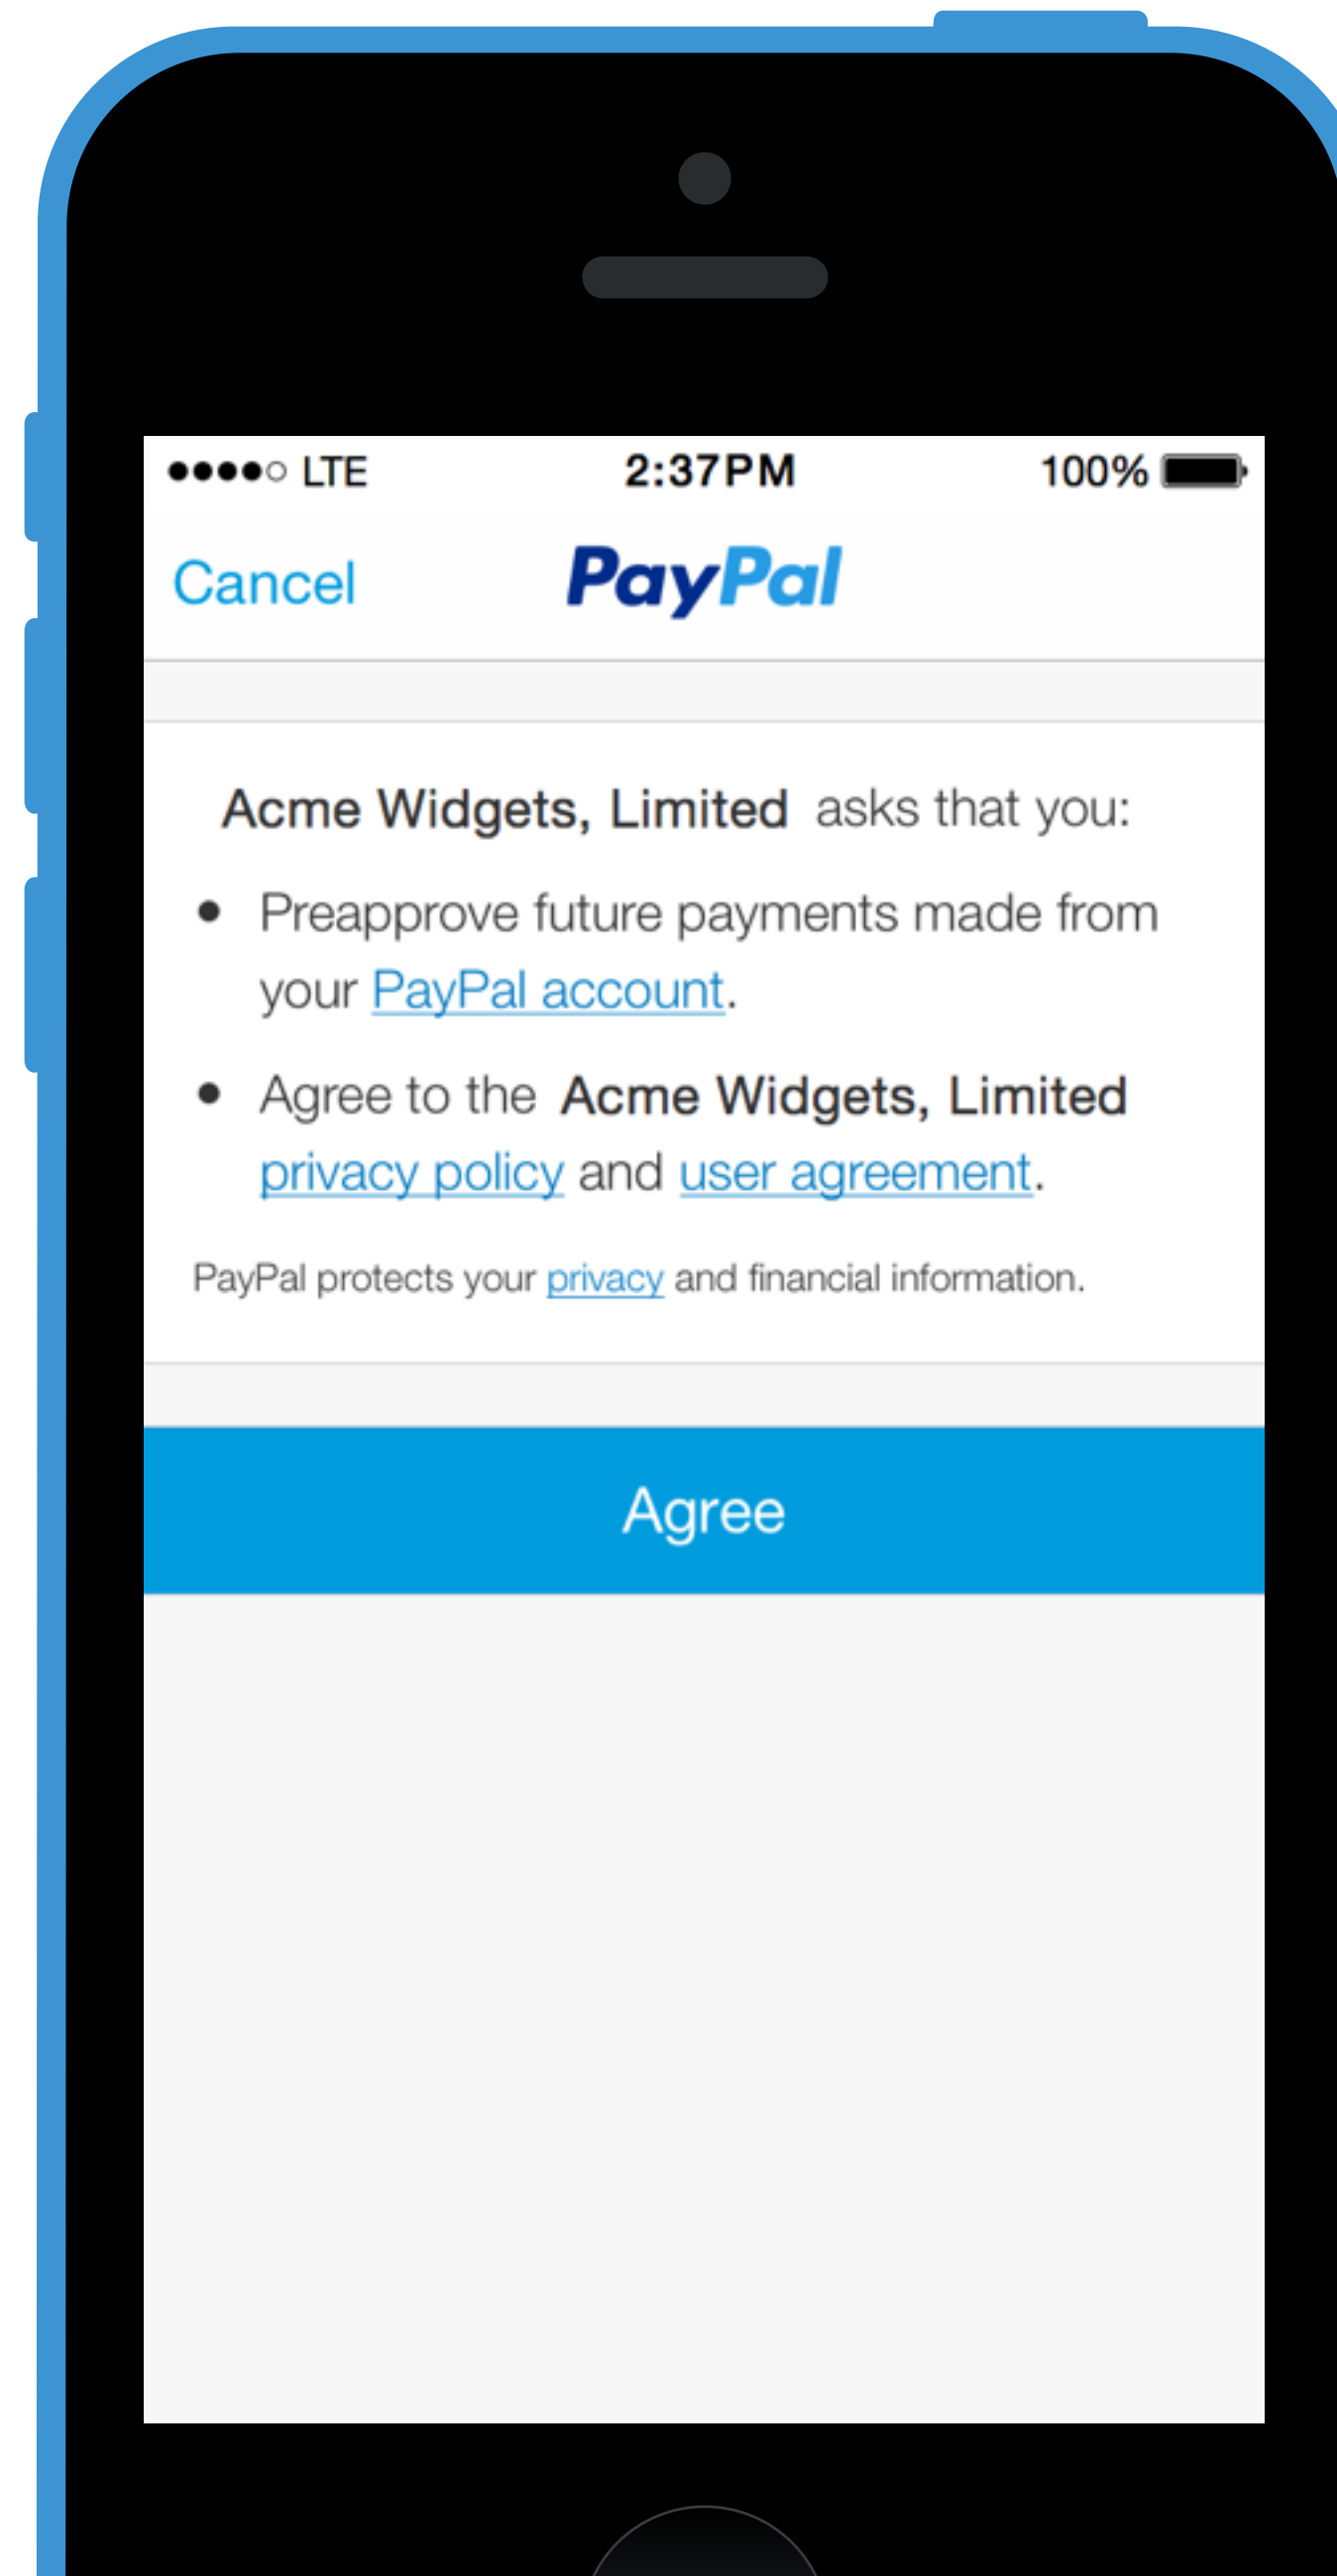 LTE 2:37PM 100%
Cancel PayPal
Acme Widgets, Limited asks that you:
• Preapprove future payments made from
your PayPal account.
• Agree to the Acme Widgets, Limited
privacy policy and user agreement.
PayPal protects your privacy and financial information.
Agree